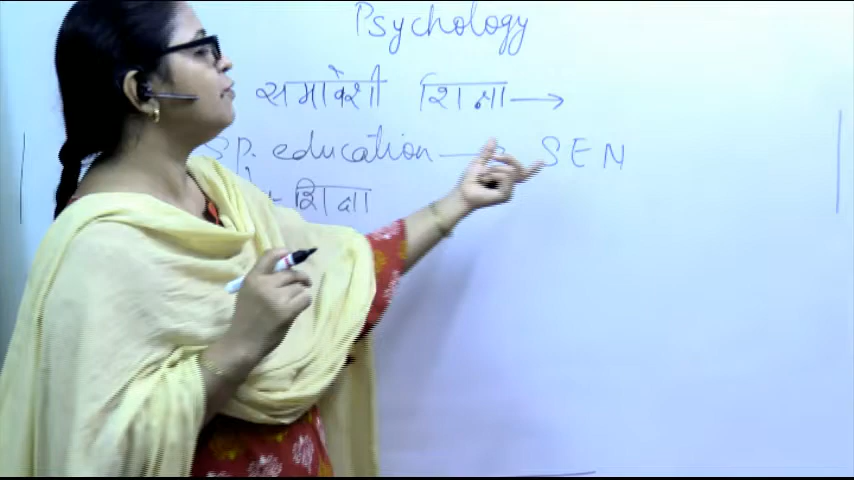 Psychology
समावेशी शिक्षा →
Sp. education → SEN
+ शिक्षा